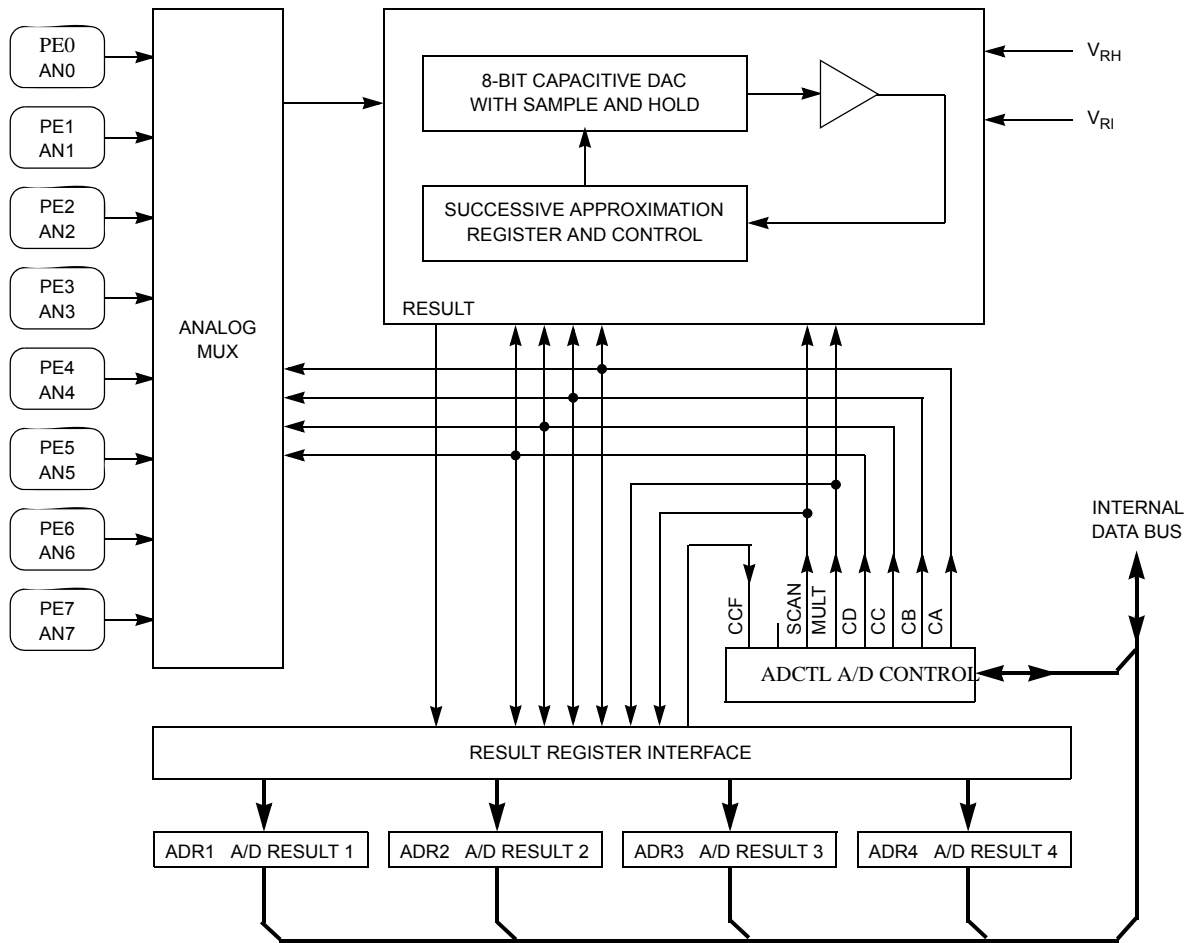 PE0
AN0
PE1
AN1
PE2
AN2
PE3
AN3
PE4
AN4
PE5
AN5
PE6
AN6
PE7
AN7
ANALOG
MUX
8-BIT CAPACITIVE DAC
WITH SAMPLE AND HOLD
SUCCESSIVE APPROXIMATION
REGISTER AND CONTROL
RESULT
VRH
VRl
INTERNAL
DATA BUS
CCF
SCAN
MULT
CD
CC
CB
CA
ADCTL A/D CONTROL
RESULT REGISTER INTERFACE
ADR1 A/D RESULT 1
ADR2 A/D RESULT 2
ADR3 A/D RESULT 3
ADR4 A/D RESULT 4